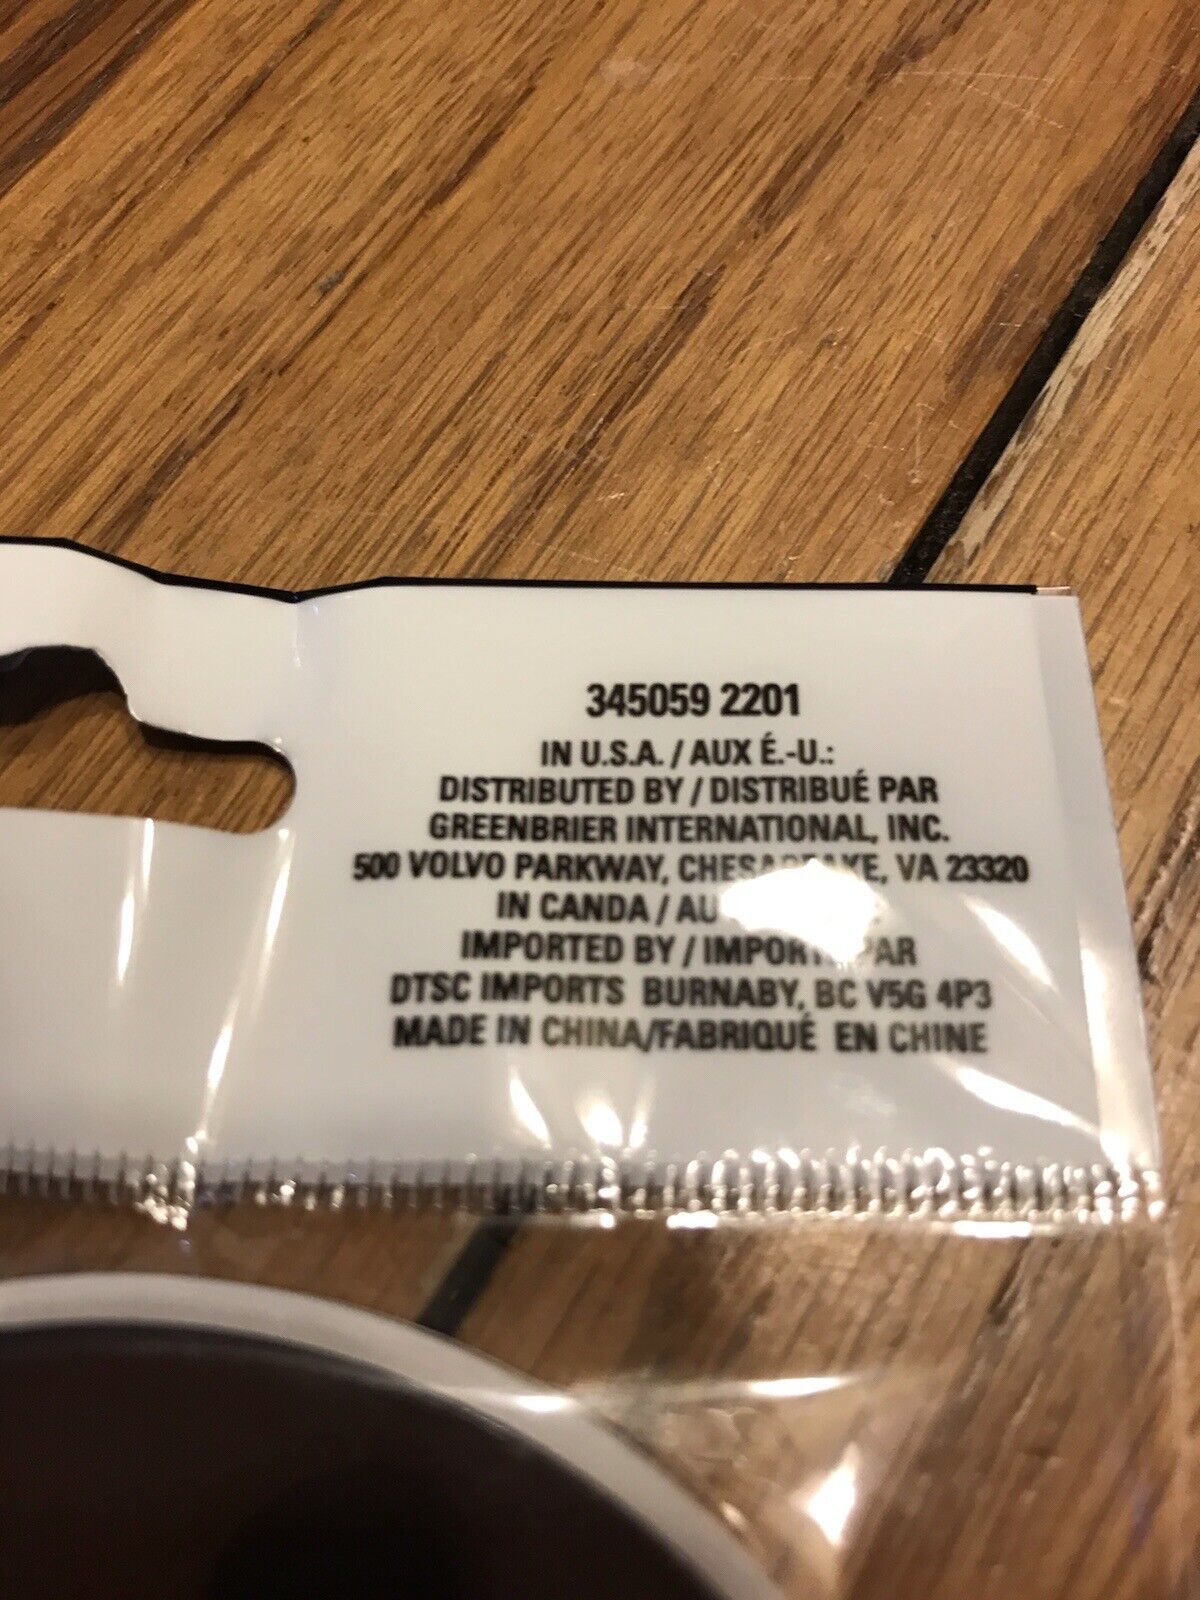 345059 2201
IN U.S.A. / AUX É.-U.:
DISTRIBUTED BY / DISTRIBUÉ PAR
GREENBRIER INTERNATIONAL, INC.
500 VOLVO PARKWAY, CHESAPEAKE, VA 23320
IN CANDA / AU
IMPORTED BY / IMPORTÉ PAR
DTSC IMPORTS BURNABY, BC V5G 4P3
MADE IN CHINA/FABRIQUÉ EN CHINE